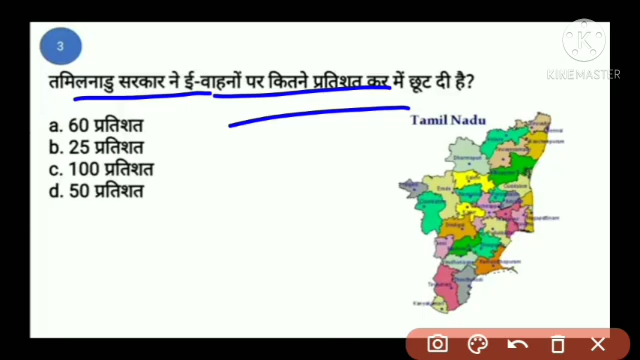 3
KINEMASTER
तमिलनाडु सरकार ने ई-वाहनों पर कितने प्रतिशत कर में छूट दी है?
a. 60 प्रतिशत
b. 25 प्रतिशत
c. 100 प्रतिशत
d. 50 प्रतिशत
Tamil Nadu